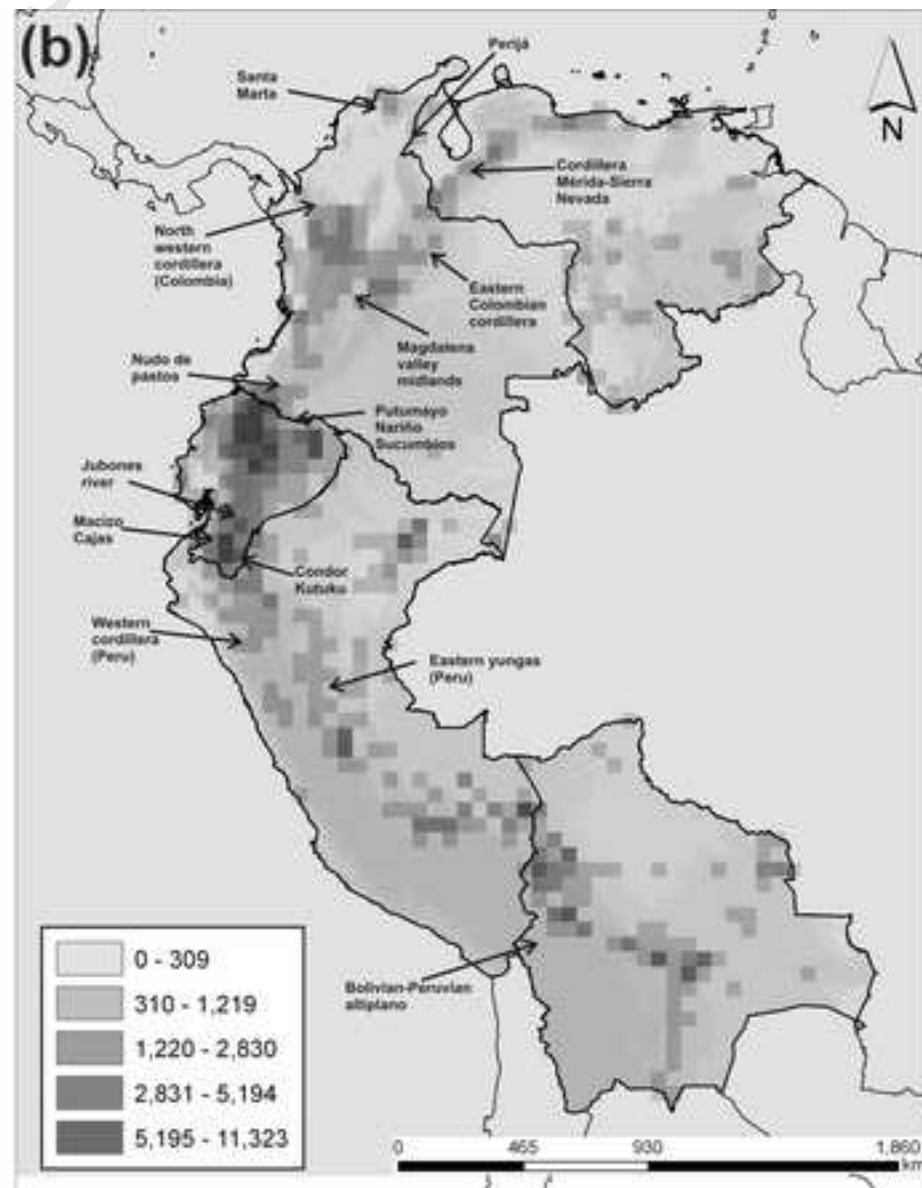 (b)
Perijá
Santa
Marta
N
Cordillera
Mérida-Sierra
Nevada
North
western
cordillera
(Colombia)
Eastern
Colombian
cordillera
Magdalena
valley
midlands
Nudo de
pastos
Putumayo
Nariño
Sucumbios
Jubones
river
Macizo
Cajas
Condor
Kutuku
Western
cordillera
(Peru)
Eastern yungas
(Peru)
Bolivian-Peruvian
altiplano
0 - 309
310 - 1,219
1,220 - 2,830
2,831 - 5,194
5,195 - 11,323
0 465 930 1,860
km